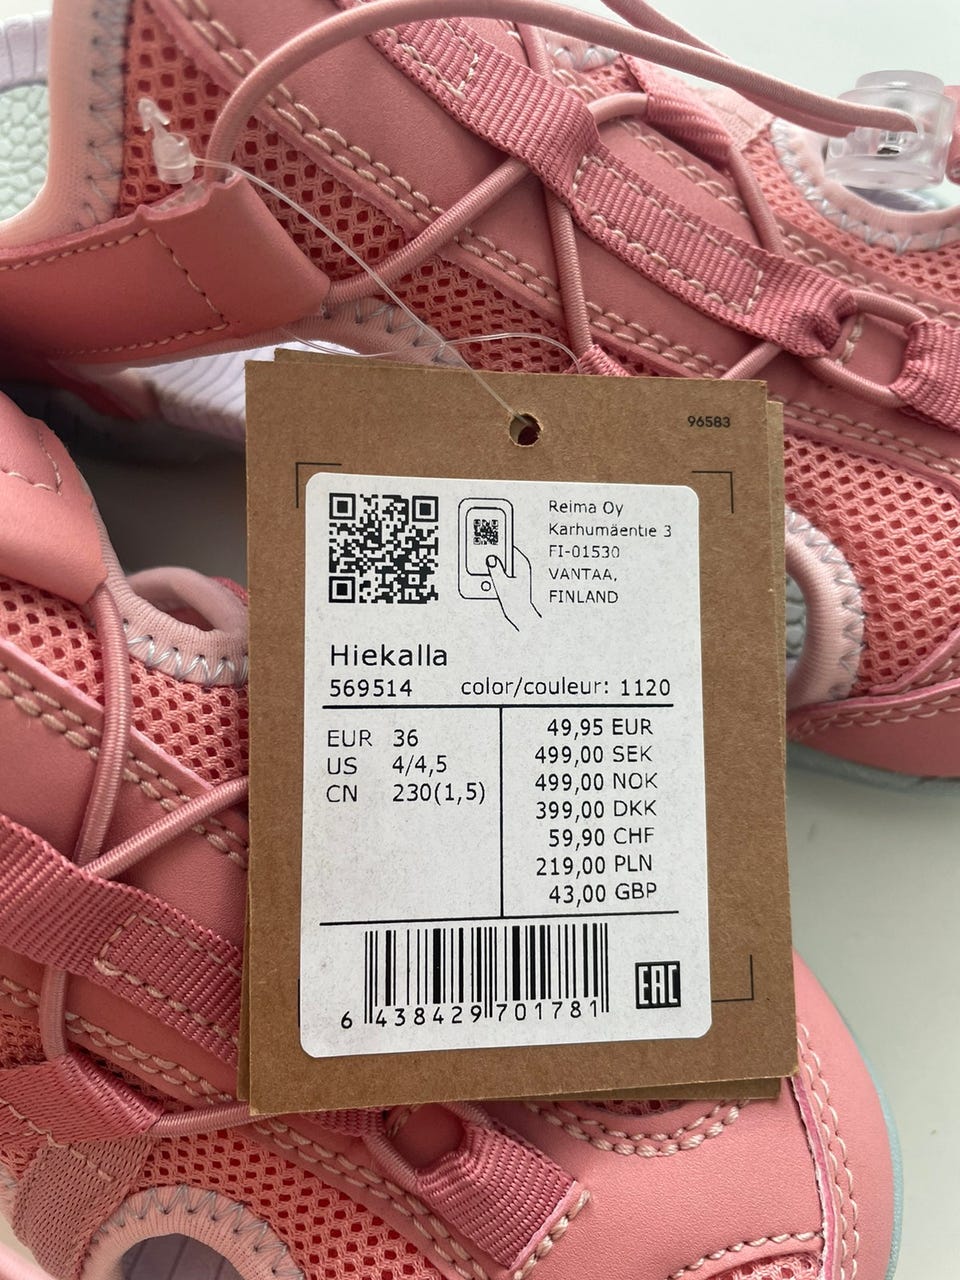 96583
Reima Oy
Karhumäentie 3
FI-01530
VANTAA,
FINLAND
Hiekalla
569514 color/couleur: 1120
EUR 36
US 4/4,5
CN 230(1,5)
49,95 EUR
499,00 SEK
499,00 NOK
399,00 DKK
59,90 CHF
219,00 PLN
43,00 GBP
6 438429 701781
EAC